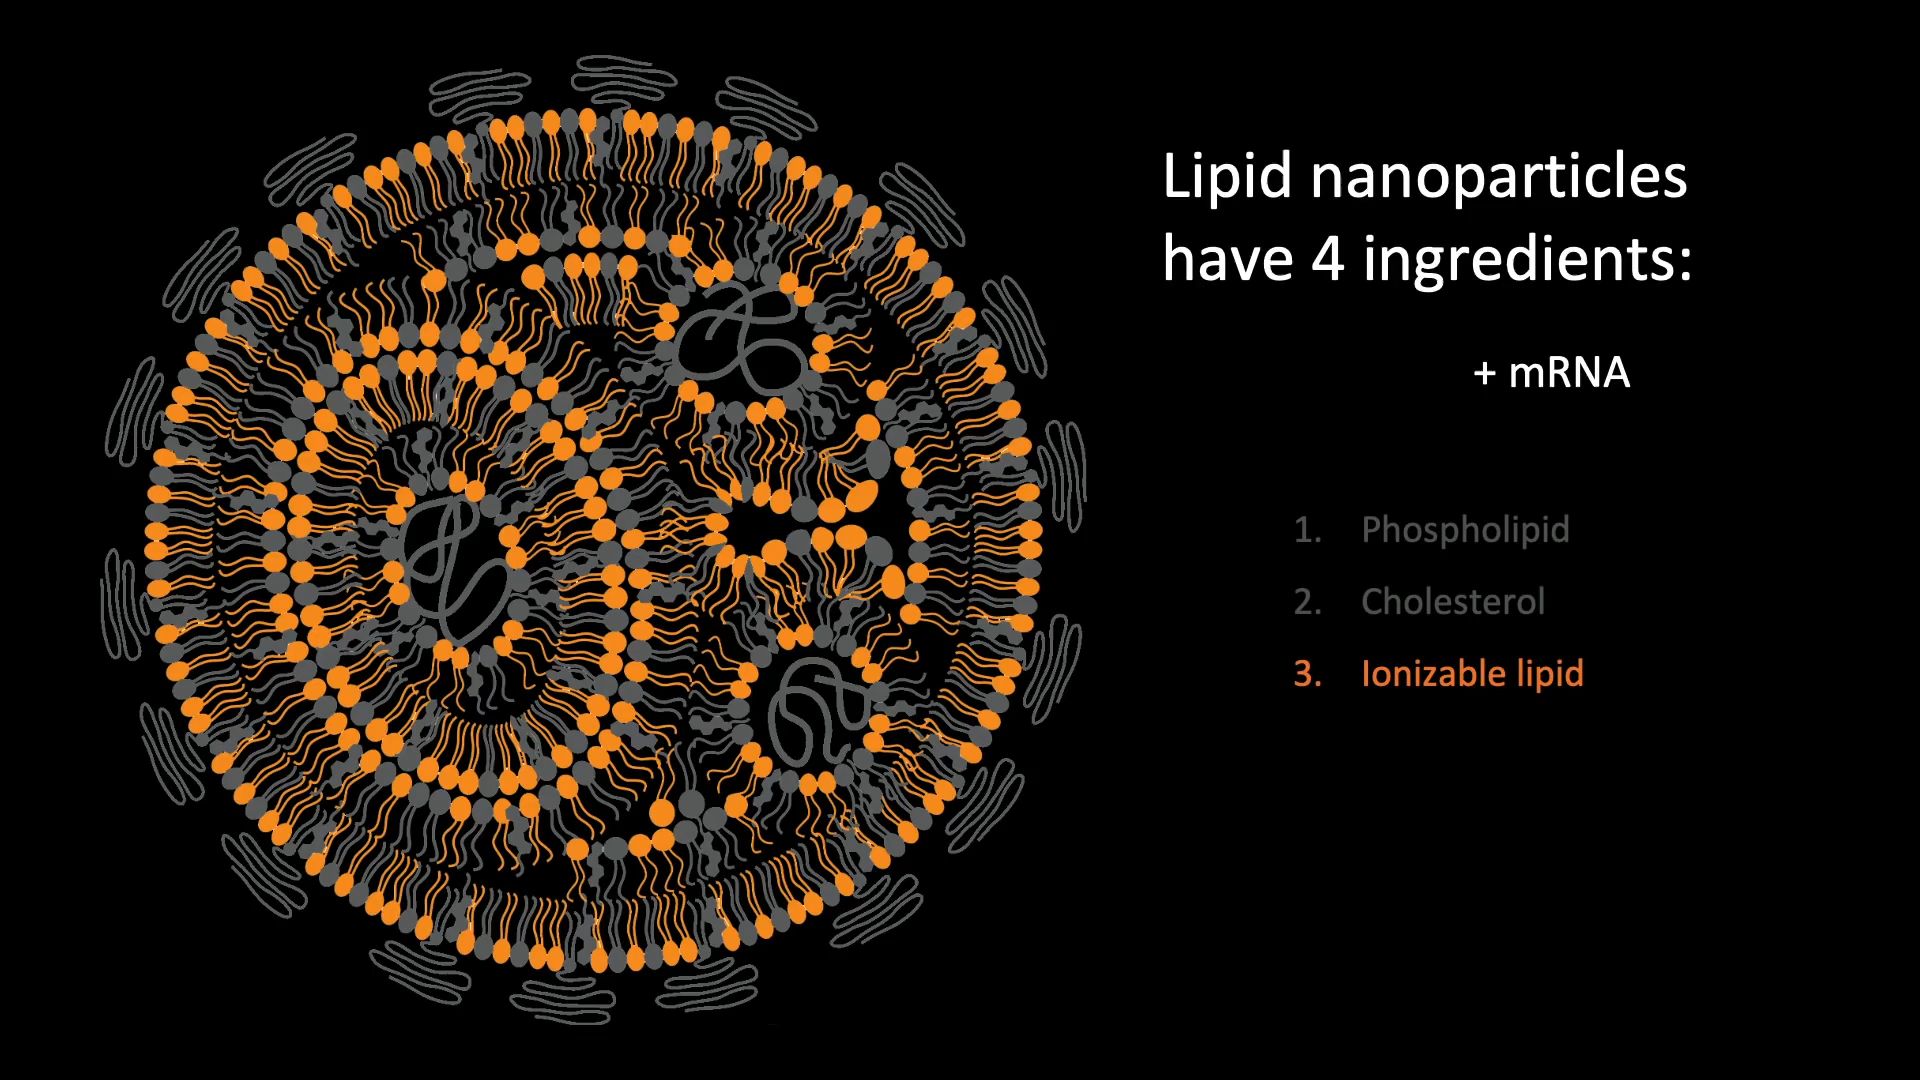 Lipid nanoparticles
have 4 ingredients:
+ mRNA
1. Phospholipid
2. Cholesterol
3. Ionizable lipid